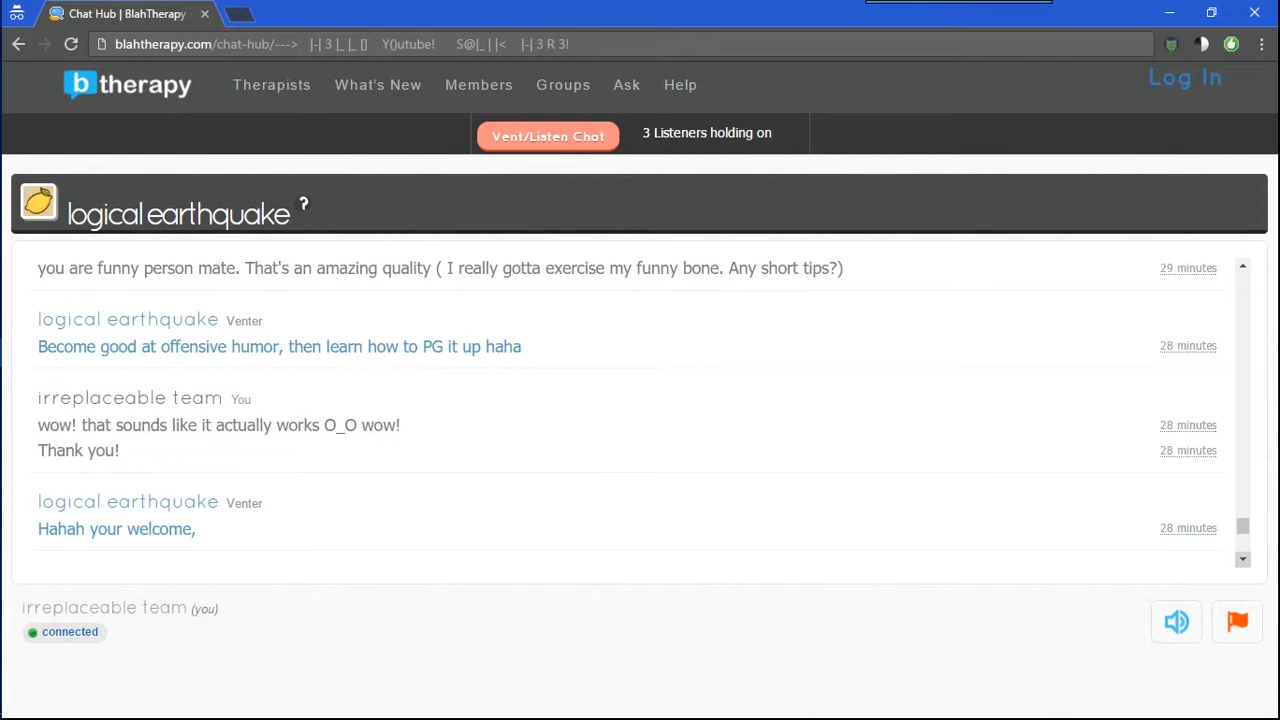 Chat Hub | BlahTherapy
blahtherapy.com/chat-hub/---> |-| 3 |_ |_ [] Y()utube! S@|_ | |< |-| 3 R 3!
btherapy Therapists What's New Members Groups Ask Help Log In
Vent/Listen Chat 3 Listeners holding on
logical earthquake ?
you are funny person mate. That's an amazing quality ( I really gotta exercise my funny bone. Any short tips?) 29 minutes
logical earthquake Venter
Become good at offensive humor, then learn how to PG it up haha 28 minutes
irreplaceable team You
wow! that sounds like it actually works O_O wow! 28 minutes
Thank you! 28 minutes
logical earthquake Venter
Hahah your welcome, 28 minutes
irreplaceable team (you)
connected